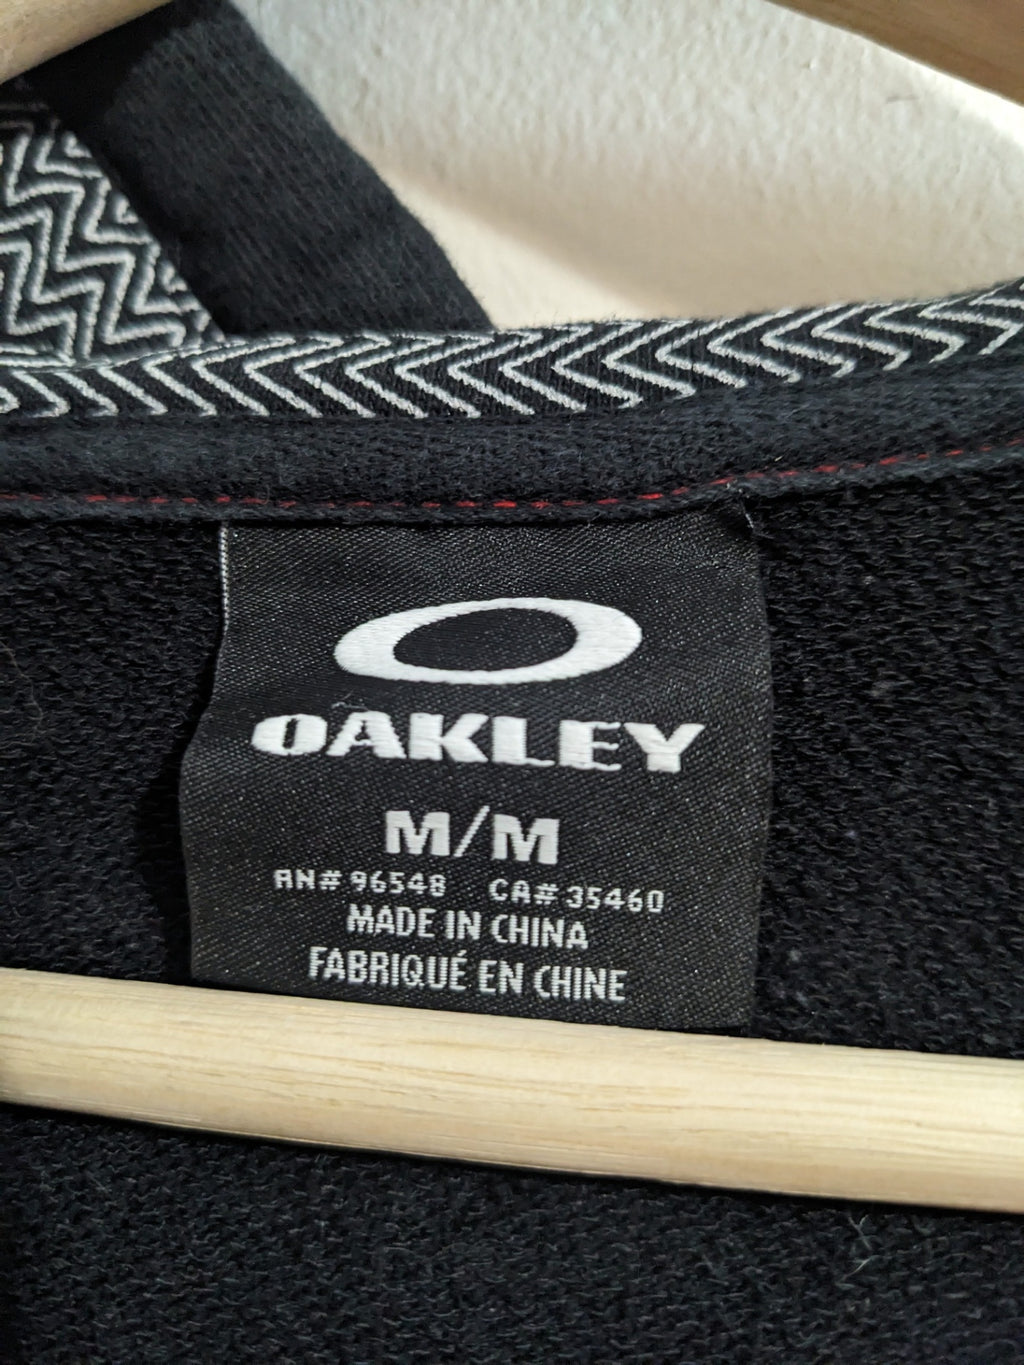 OAKLEY
M/M
RN# 96548 CA# 35460
MADE IN CHINA
FABRIQUÉ EN CHINE